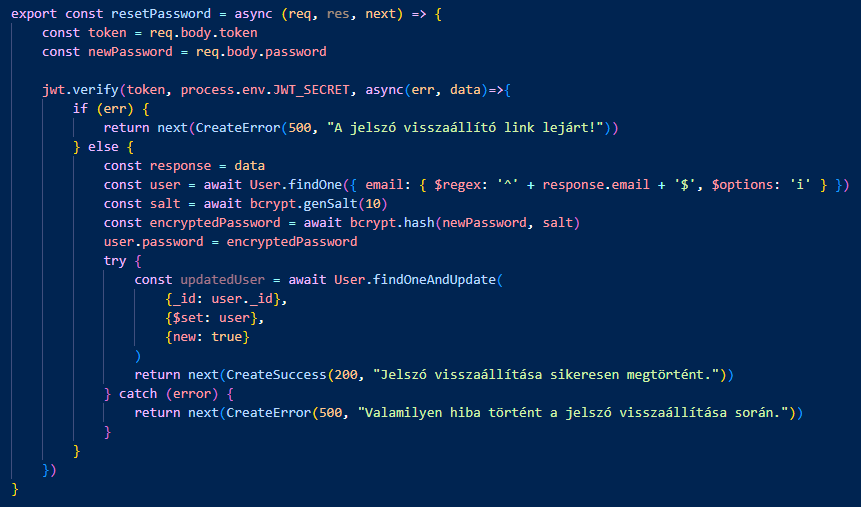 export const resetPassword = async (req, res, next) => {
    const token = req.body.token
    const newPassword = req.body.password

    jwt.verify(token, process.env.JWT_SECRET, async(err, data)=>{
        if (err) {
            return next(CreateError(500, "A jelszó visszaállító link lejárt!"))
        } else {
            const response = data
            const user = await User.findOne({ email: { $regex: '^' + response.email + '$', $options: 'i' } })
            const salt = await bcrypt.genSalt(10)
            const encryptedPassword = await bcrypt.hash(newPassword, salt)
            user.password = encryptedPassword
            try {
                const updatedUser = await User.findOneAndUpdate(
                    {_id: user._id},
                    {$set: user},
                    {new: true}
                )
                return next(CreateSuccess(200, "Jelszó visszaállítása sikeresen megtörtént."))
            } catch (error) {
                return next(CreateError(500, "Valamilyen hiba történt a jelszó visszaállítása során."))
            }
        }
    })
}